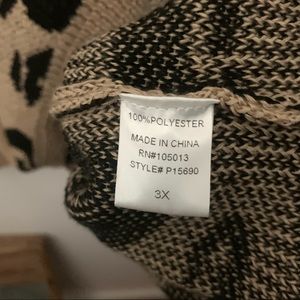 100%POLYESTER
MADE IN CHINA
RN#105013
STYLE# P15690
3X